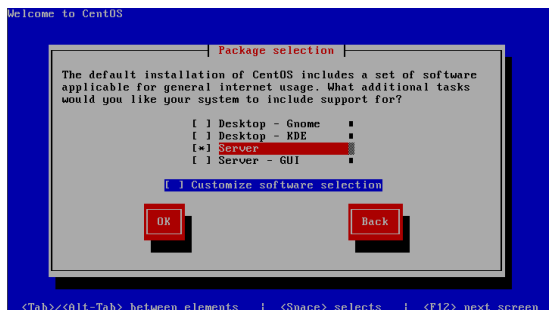 Welcome to CentOS
Package selection
The default installation of CentOS includes a set of software
applicable for general internet usage. What additional tasks
would you like your system to include support for?
[ ] Desktop - Gnome
[ ] Desktop - KDE
[*] Server
[ ] Server - GUI
[ ] Customize software selection
OK Back
<Tab>/<Alt-Tab> between elements | <Space> selects | <F12> next screen